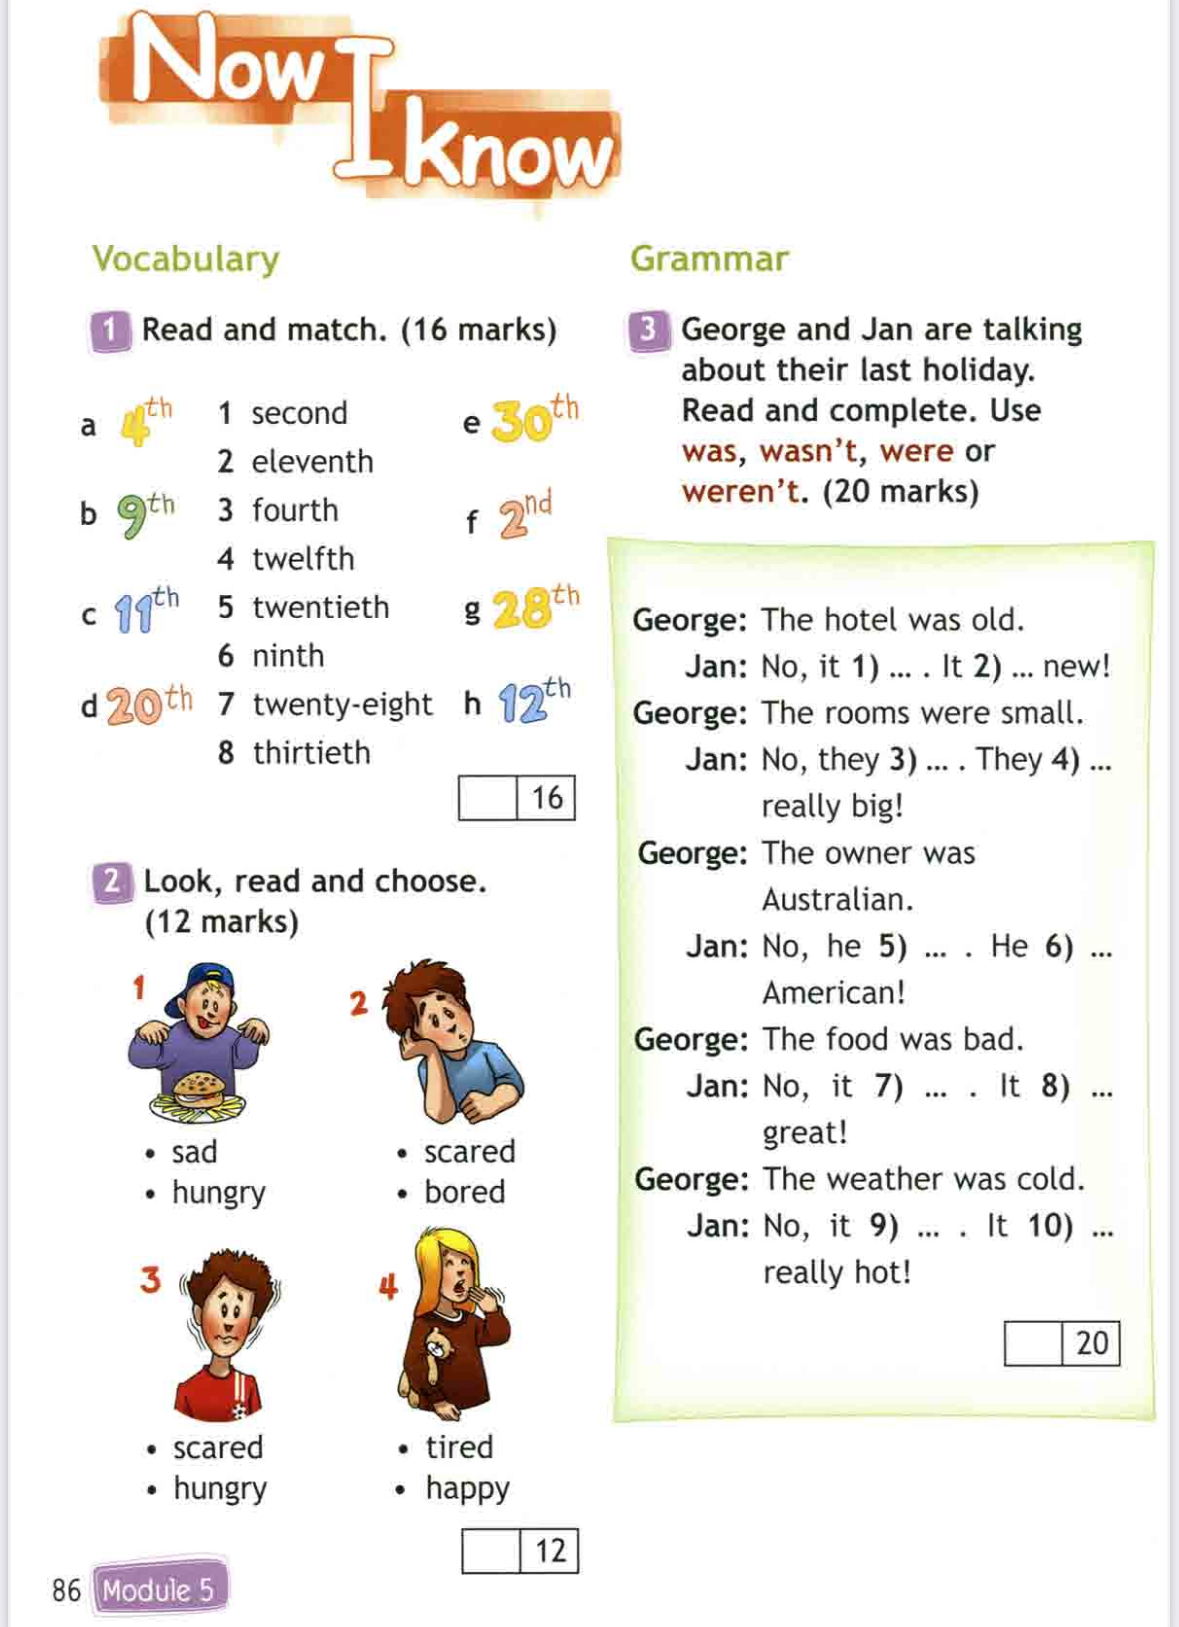 Now I know
Vocabulary
1 Read and match. (16 marks)
a 4th
b 9th
c 11th
d 20th
1 second
2 eleventh
3 fourth
4 twelfth
5 twentieth
6 ninth
7 twenty-eight
8 thirtieth
e 30th
f 2nd
g 28th
h 12th
16
2 Look, read and choose.
(12 marks)
1
• sad
• hungry
2
• scared
• bored
3
• scared
• hungry
4
• tired
• happy
12
Grammar
3 George and Jan are talking
about their last holiday.
Read and complete. Use
was, wasn't, were or
weren't. (20 marks)
George: The hotel was old.
Jan: No, it 1) ... . It 2) ... new!
George: The rooms were small.
Jan: No, they 3) ... . They 4) ...
really big!
George: The owner was
Australian.
Jan: No, he 5) ... . He 6) ...
American!
George: The food was bad.
Jan: No, it 7) ... . It 8) ...
great!
George: The weather was cold.
Jan: No, it 9) ... . It 10) ...
really hot!
20
86 Module 5